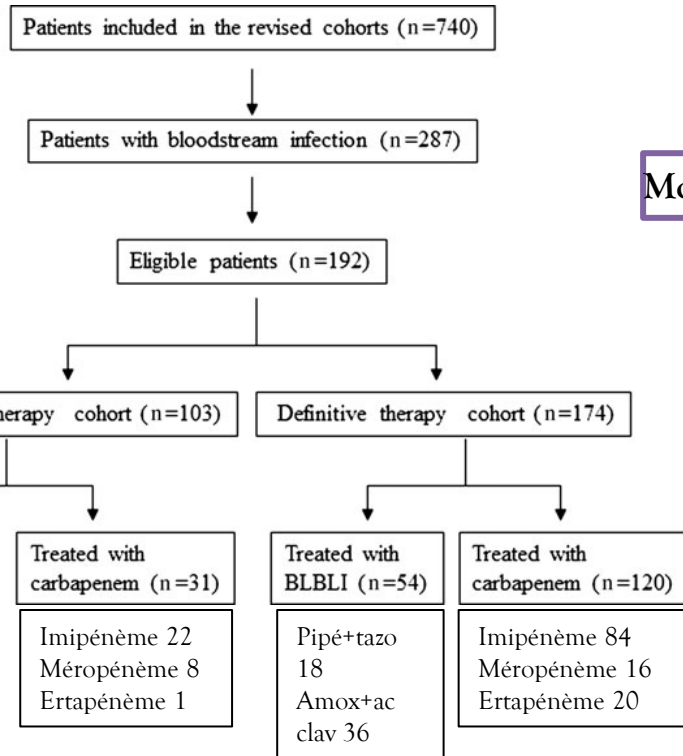 Patients included in the revised cohorts (n=740)
Patients with bloodstream infection (n=287)
Eligible patients (n=192)
cohort (n=103)
Definitive therapy cohort (n=174)
Treated with
carbapenem (n=31)
Treated with
BLBLI (n=54)
Treated with
carbapenem (n=120)
Imipénème 22
Méropénème 8
Ertapénème 1
Pipé+tazo
18
Amox+ac
clav 36
Imipénème 84
Méropénème 16
Ertapénème 20